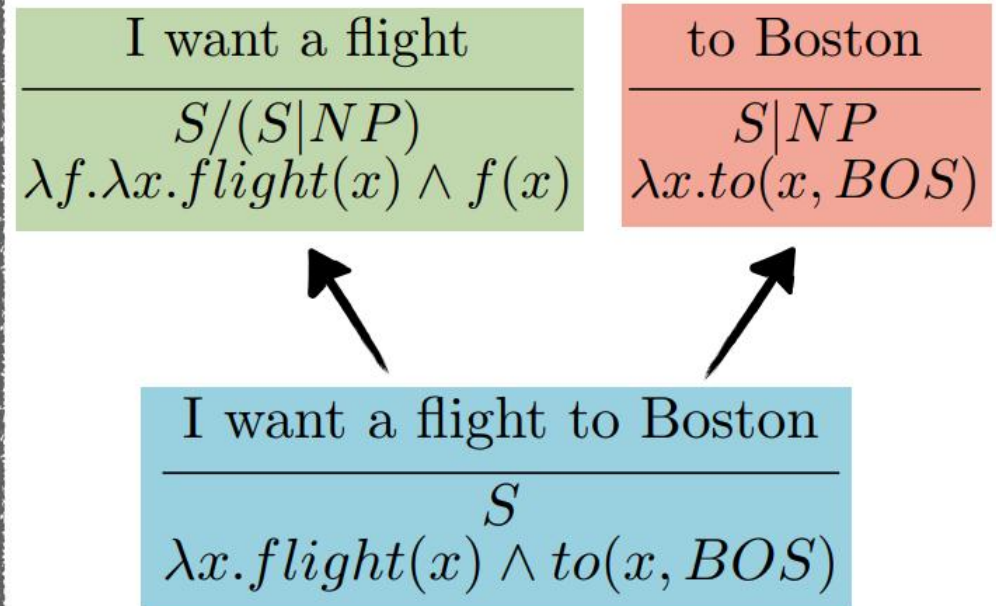 I want a flight
S/(S|NP)
λf.λx.flight(x) ∧ f(x)
to Boston
S|NP
λx.to(x, BOS)
I want a flight to Boston
S
λx.flight(x) ∧ to(x, BOS)